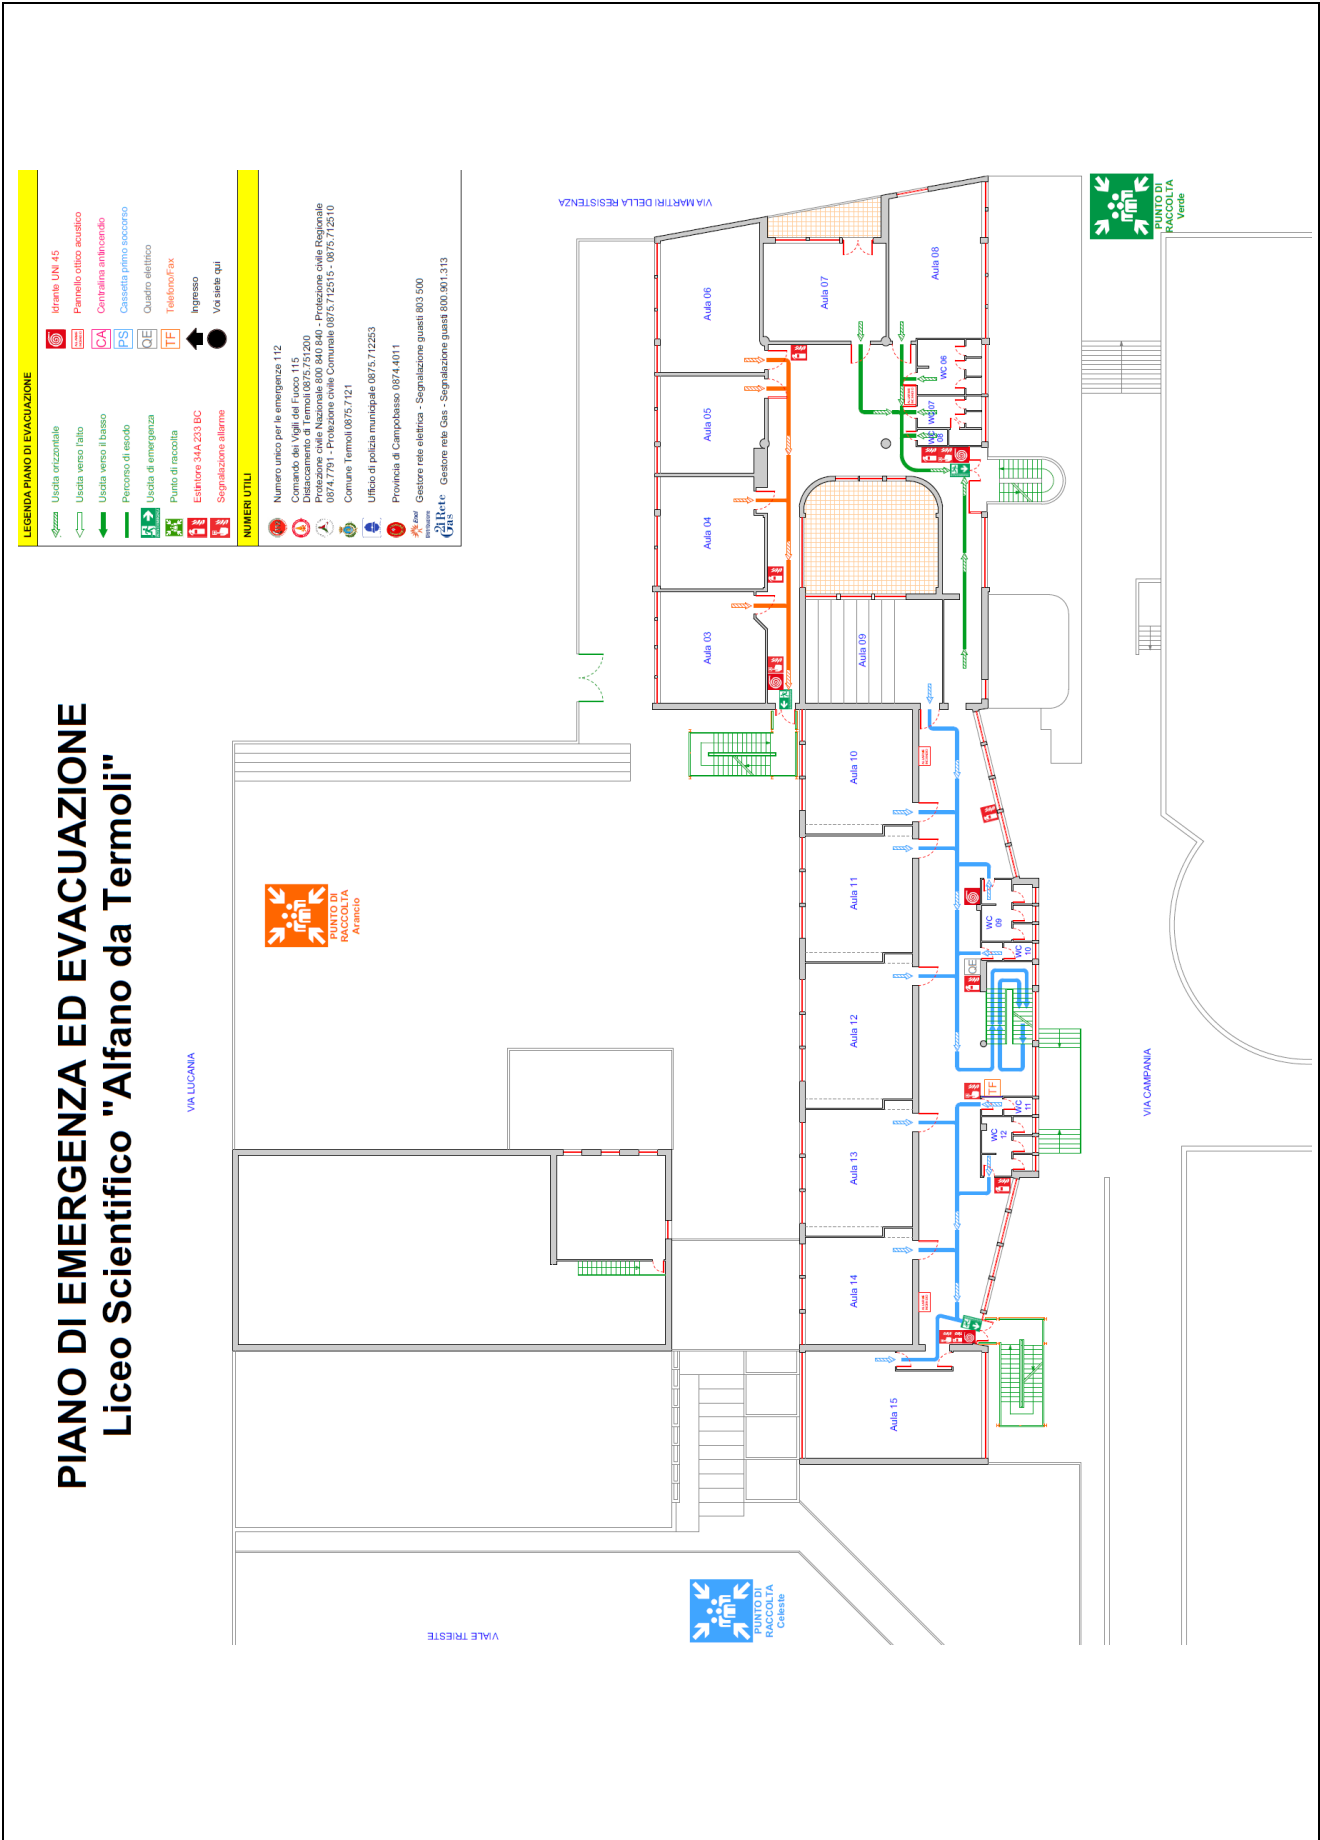 PIANO DI EMERGENZA ED EVACUAZIONE
Liceo Scientifico "Alfano da Termoli"
LEGENDA PIANO DI EVACUAZIONE
Uscita orizzontale
Uscita verso l'alto
Uscita verso il basso
Percorso di esodo
Uscita di emergenza
Punto di raccolta
Estintore 34A 233 BC
Segnalazione allarme
Idrante UNI 45
Pannello ottico acustico
CA Centralina antincendio
PS Cassetta primo soccorso
QE Quadro elettrico
TF Telefono/Fax
Ingresso
Voi siete qui
NUMERI UTILI
Numero unico per le emergenze 112
Comando dei Vigili del Fuoco 115
Distaccamento di Termoli 0875.751200
Protezione civile Nazionale 800 840 840 - Protezione civile Regionale
0874.7791 - Protezione civile Comunale 0875.712515 - 0875.712510
Comune Termoli 0875.7121
Ufficio di polizia municipale 0875.712253
Provincia di Campobasso 0874.4011
Gestore rete elettrica - Segnalazione guasti 803 500
2i Rete Gas
Gestore rete Gas - Segnalazione guasti 800.901.313
VIA MARTIRI DELLA RESISTENZA
VIA LUCANIA
VIALE TRIESTE
VIA CAMPANIA
PUNTO DI
RACCOLTA
Arancio
PUNTO DI
RACCOLTA
Celeste
PUNTO DI
RACCOLTA
Verde
Aula 03
Aula 04
Aula 05
Aula 06
Aula 07
Aula 08
WC 06
WC 07
WC
08
Aula 09
Aula 10
Aula 11
Aula 12
Aula 13
Aula 14
Aula 15
WC
09
WC
10
QE
TF
WC
11
WC
12